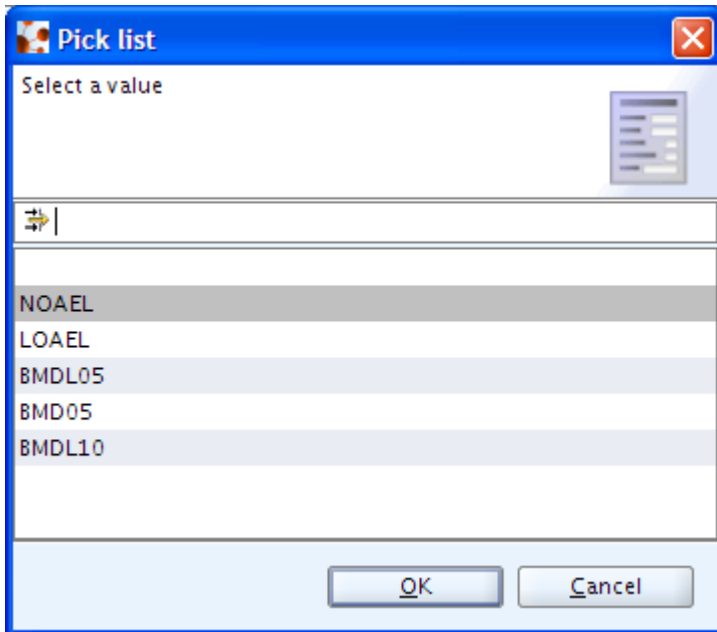 Pick list
Select a value
NOAEL
LOAEL
BMDL05
BMD05
BMDL10
OK
Cancel